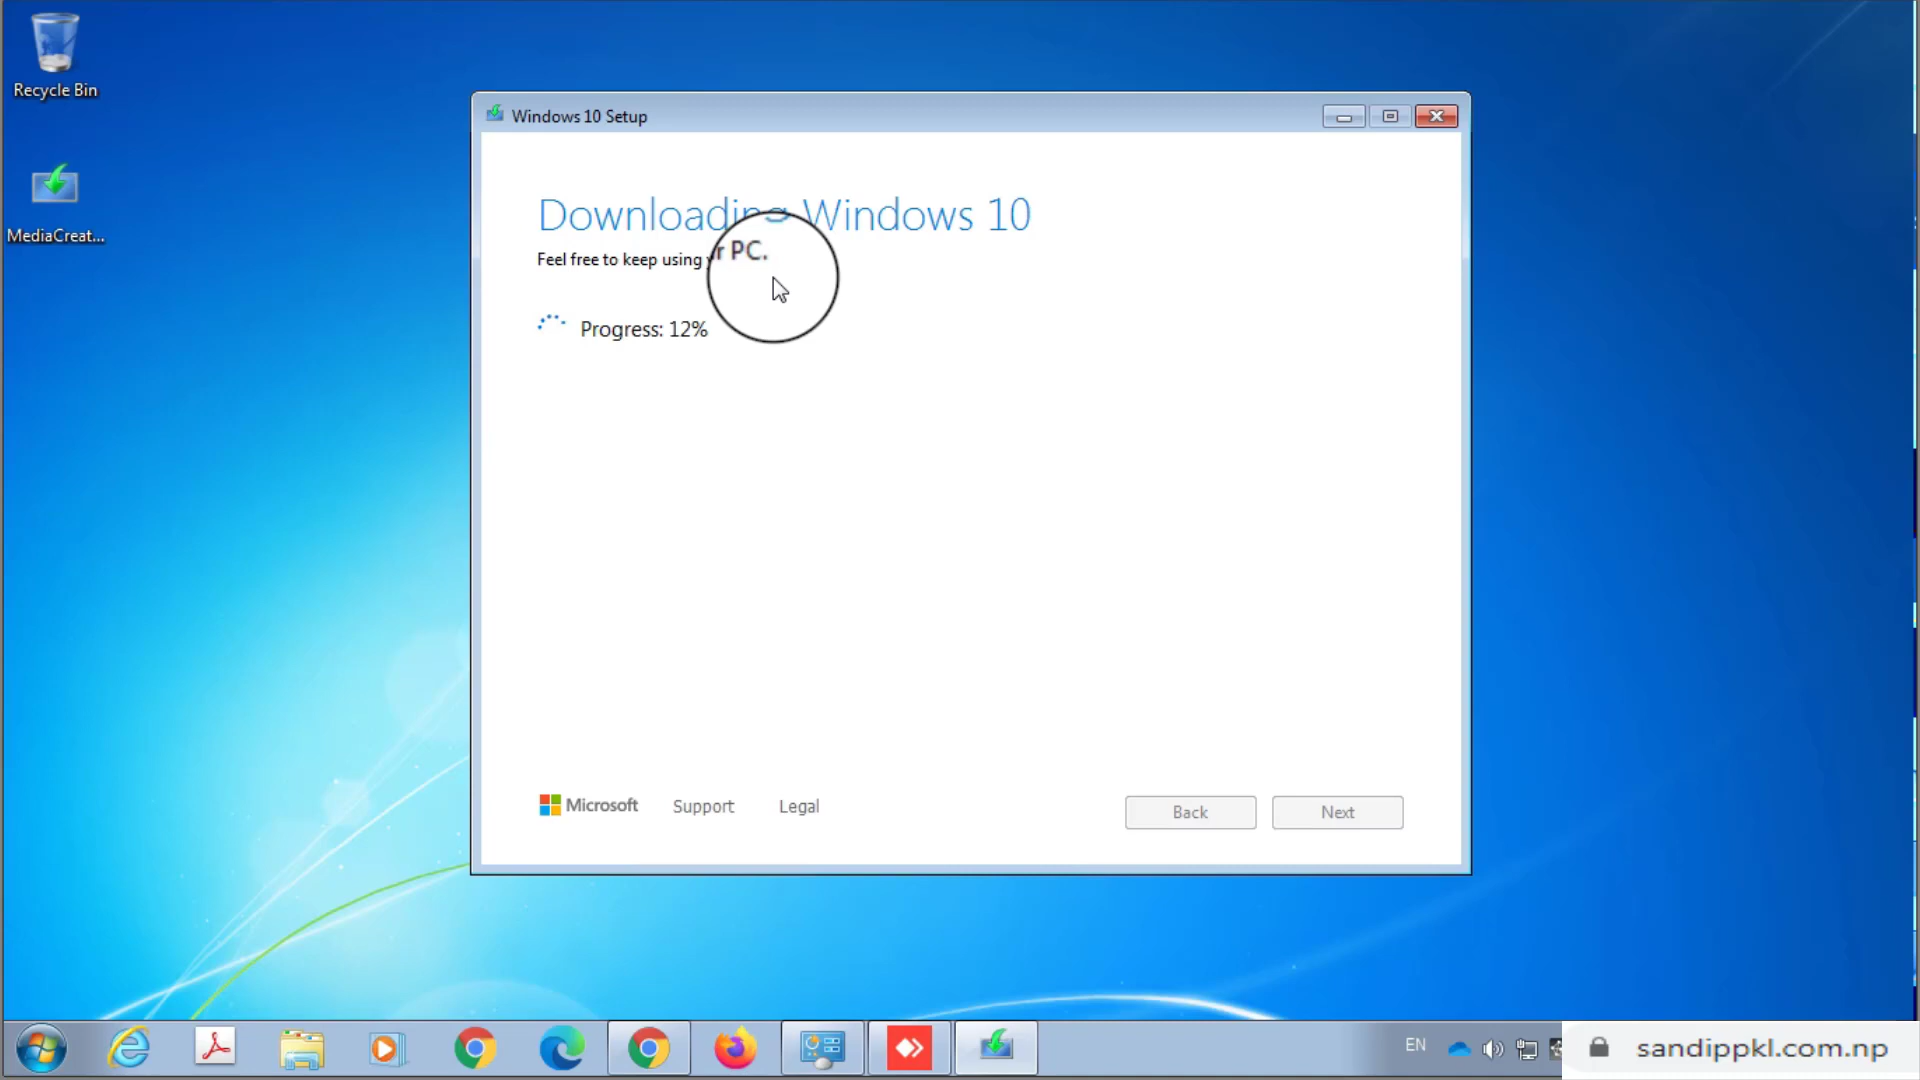 Recycle Bin
MediaCreat...
Windows 10 Setup
Downloading Windows 10
Feel free to keep using r PC.
Progress: 12%
Microsoft
Support
Legal
Back
Next
EN
sandippkl.com.np